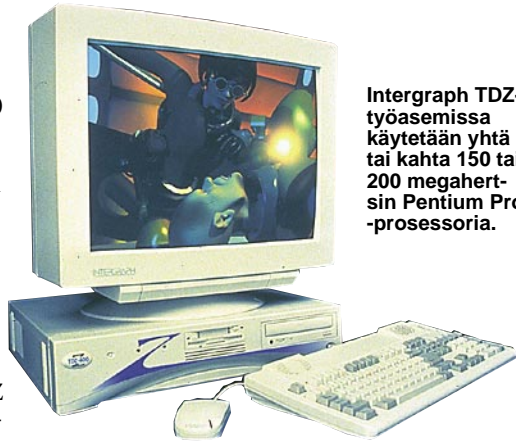 Intergraph TDZ-
työasemissa
käytetään yhtä
tai kahta 150 tai
200 megahert-
sin Pentium Pro
-prosessoria.
INTERGRAPH